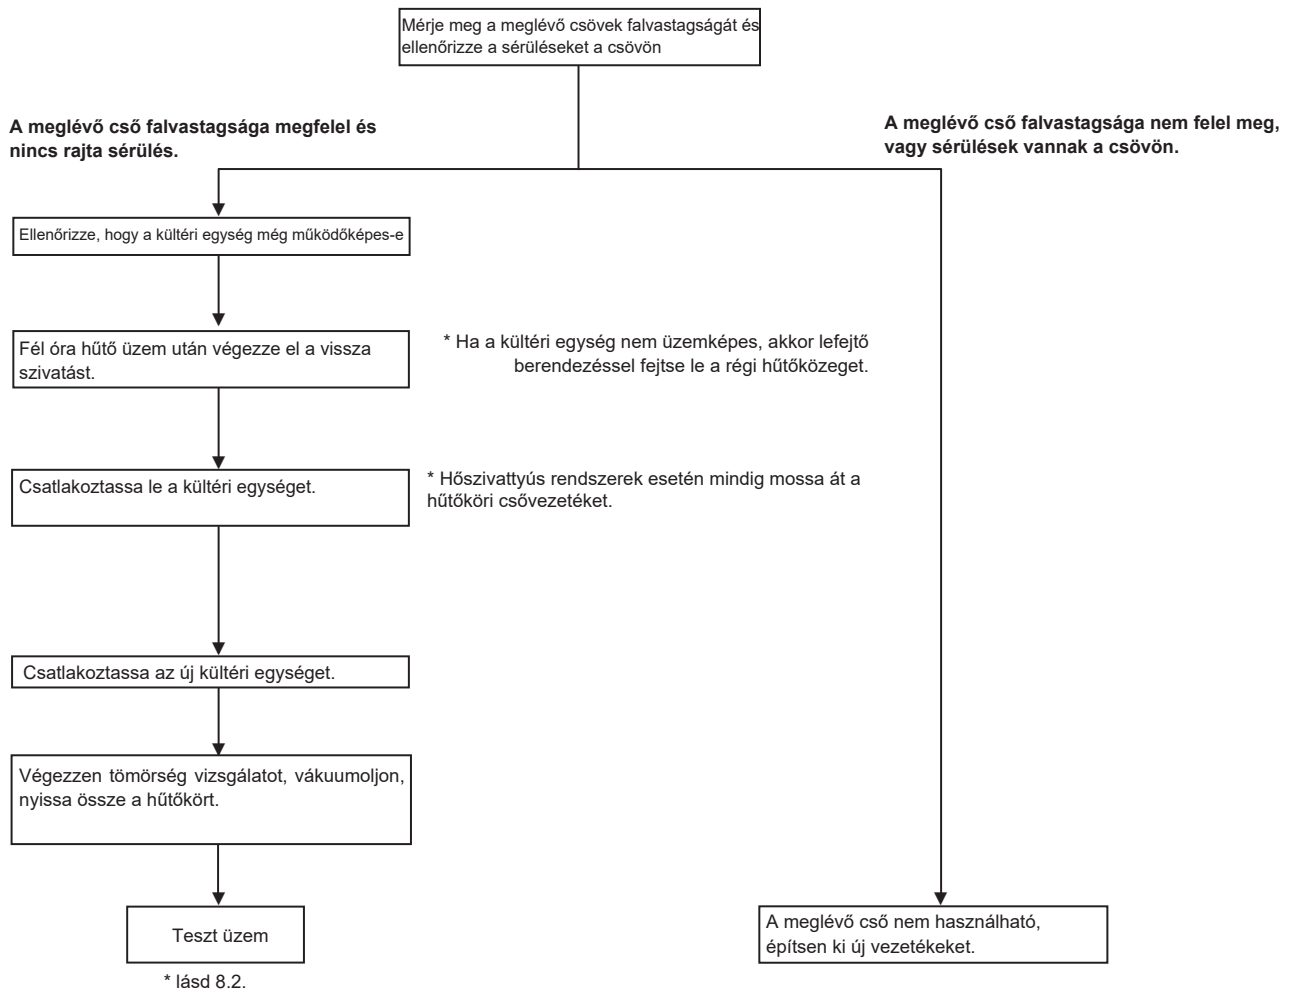 Mérje meg a meglévő csövek falvastagságát és
ellenőrizze a sérüléseket a csövön
A meglévő cső falvastagsága megfelel és
nincs rajta sérülés.
A meglévő cső falvastagsága nem felel meg,
vagy sérülések vannak a csövön.
Ellenőrizze, hogy a kültéri egység még működőképes-e
Fél óra hűtő üzem után végezze el a vissza
szivatást.
* Ha a kültéri egység nem üzemképes, akkor lefejtő
berendezéssel fejtse le a régi hűtőközeget.
Csatlakoztassa le a kültéri egységet.
* Hőszivattyús rendszerek esetén mindig mossa át a
hűtőköri csővezetéket.
Csatlakoztassa az új kültéri egységet.
Végezzen tömörség vizsgálatot, vákuumoljon,
nyissa össze a hűtőkört.
Teszt üzem
* lásd 8.2.
A meglévő cső nem használható,
építsen ki új vezetékeket.